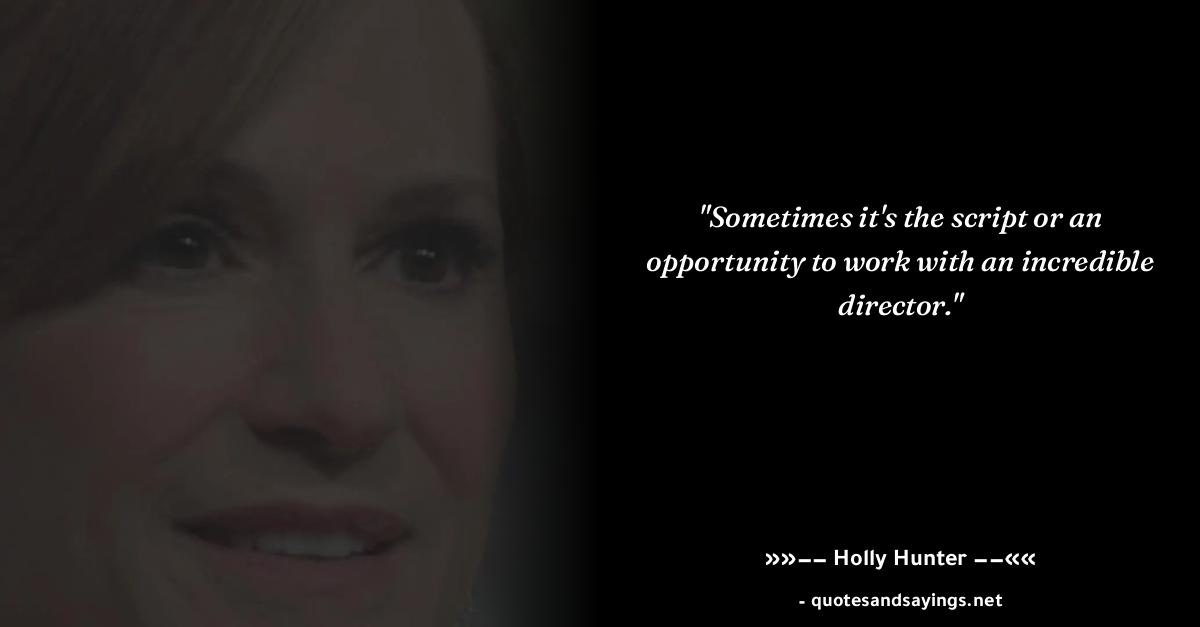 "Sometimes it's the script or an
opportunity to work with an incredible
director."
»»−− Holly Hunter −−««
- quotesandsayings.net